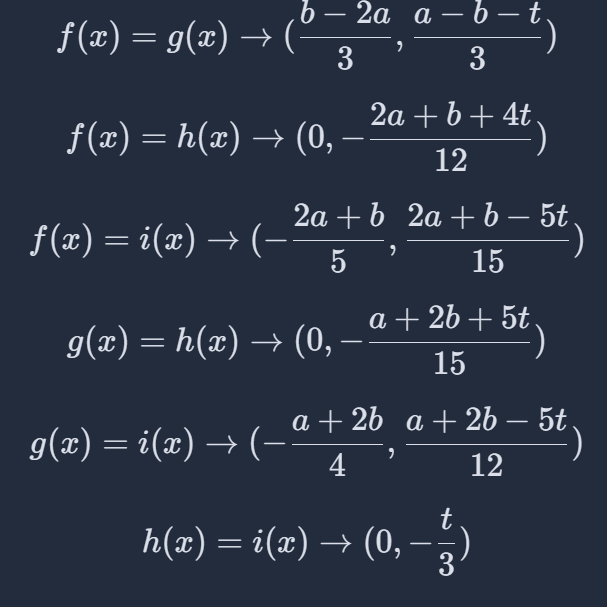 f(x) = g(x) → ((b − 2a)/3, (a − b − t)/3)
f(x) = h(x) → (0, −(2a + b + 4t)/12)
f(x) = i(x) → (−(2a + b)/5, (2a + b − 5t)/15)
g(x) = h(x) → (0, −(a + 2b + 5t)/15)
g(x) = i(x) → (−(a + 2b)/4, (a + 2b − 5t)/12)
h(x) = i(x) → (0, −t/3)